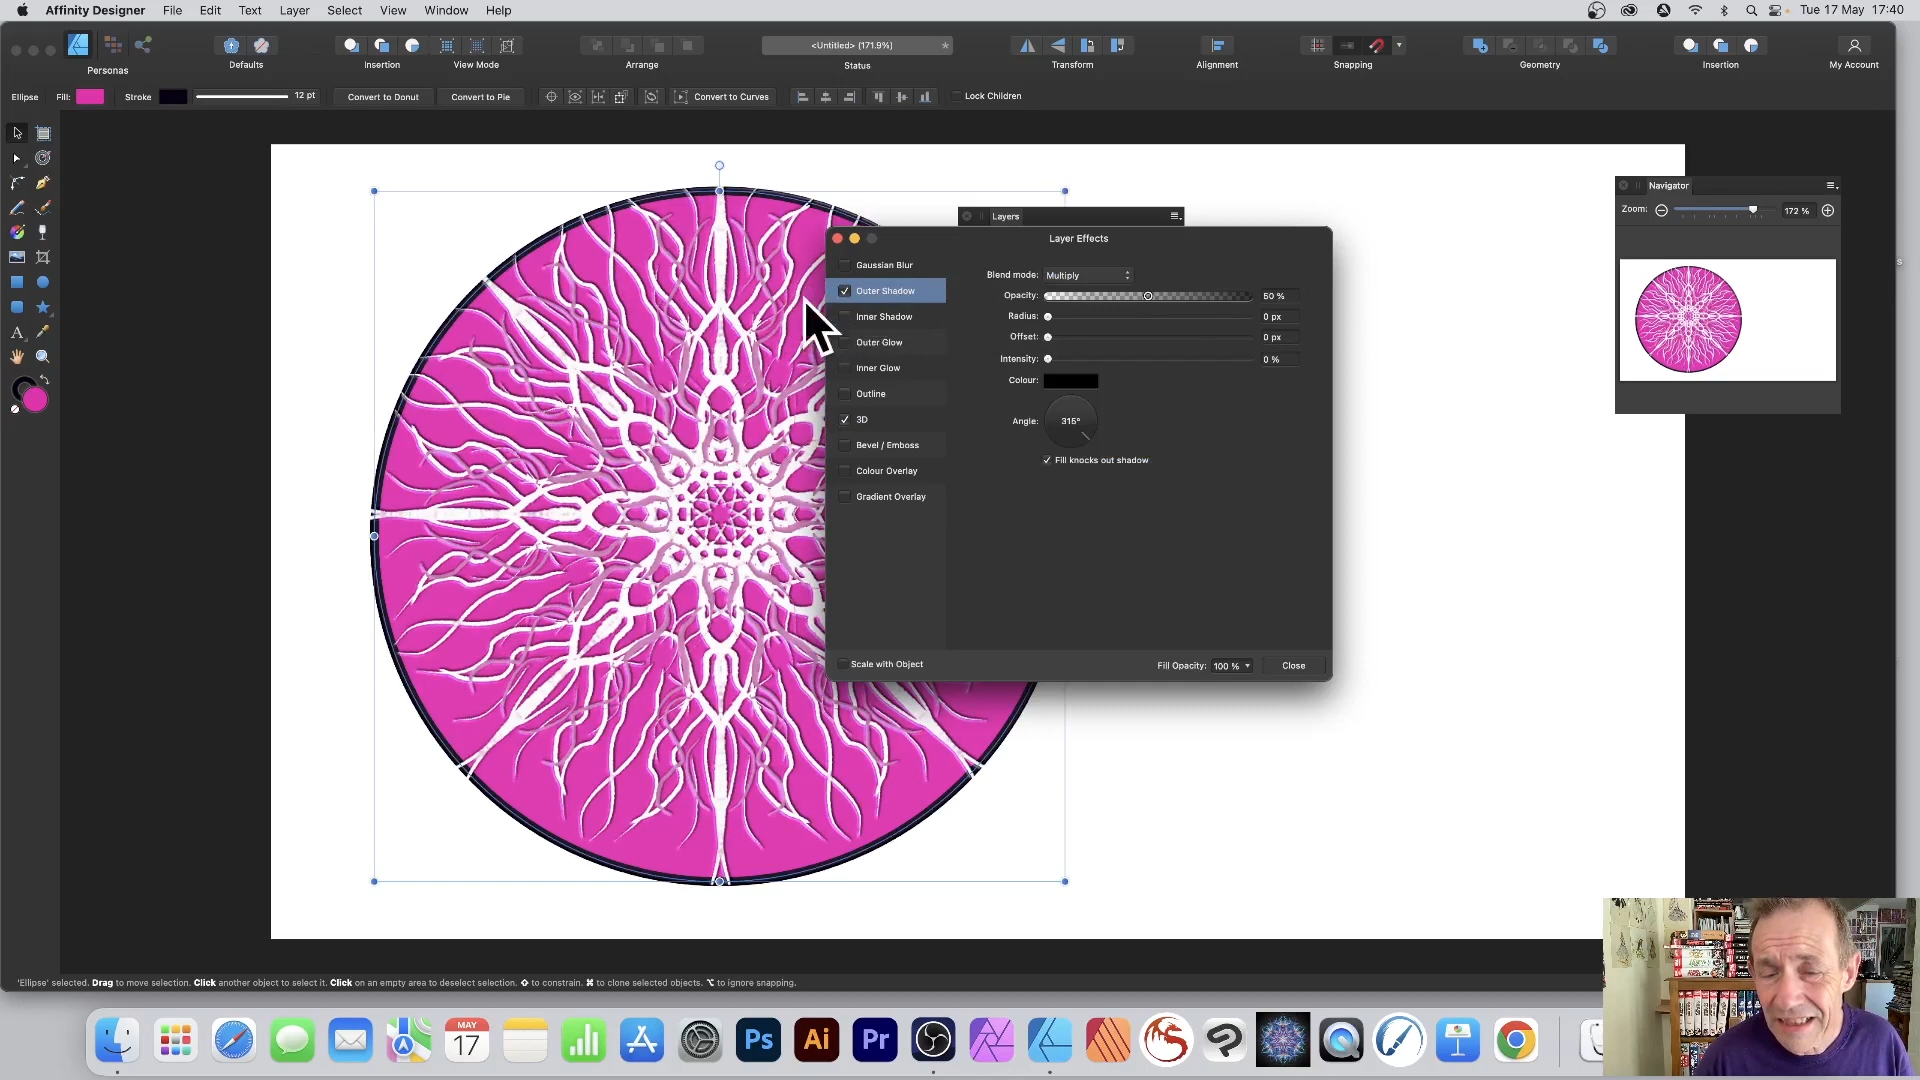 Affinity Designer File Edit Text Layer Select View Window Help Tue 17 May 17:40
<Untitled> (171.9%)
Personas Defaults Insertion View Mode Arrange Status Transform Alignment Snapping Geometry Insertion My Account
Ellipse Fill: Stroke 12 pt Convert to Donut Convert to Pie Convert to Curves Lock Children
Navigator
Zoom: 172 %
Layers
Layer Effects
Gaussian Blur
Outer Shadow
Inner Shadow
Outer Glow
Inner Glow
Outline
3D
Bevel / Emboss
Colour Overlay
Gradient Overlay
Blend mode: Multiply
Opacity: 50 %
Radius: 0 px
Offset: 0 px
Intensity: 0 %
Colour:
Angle: 315°
Fill knocks out shadow
Scale with Object Fill Opacity: 100 % Close
'Ellipse' selected. Drag to move selection. Click another object to select it. Click on an empty area to deselect selection. ⇧ to constrain. ⌘ to clone selected objects. ⌥ to ignore snapping.
MAY
17
Ps
Ai
Pr